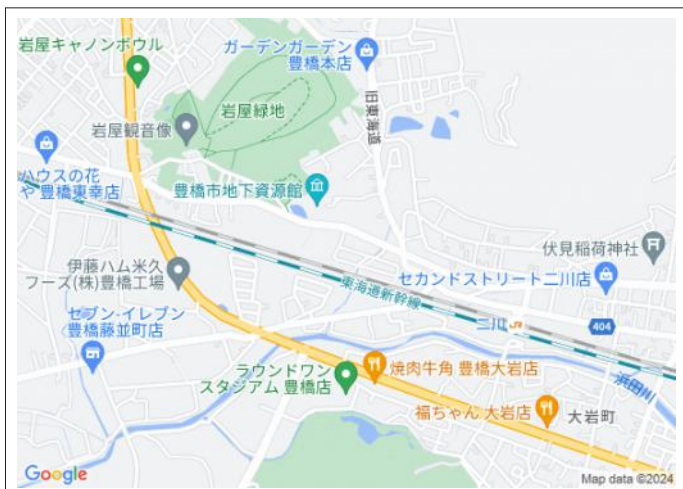 岩屋キャノンボウル
ガーデンガーデン
豊橋本店
岩屋緑地
旧東海道
岩屋観音像
ハウスの花
や 豊橋東幸店
豊橋市地下資源館
伏見稲荷神社
伊藤ハム米久
フーズ(株)豊橋工場
東海道新幹線
セカンドストリート二川店
セブン-イレブン
豊橋藤並町店
二川
404
ラウンドワン
スタジアム 豊橋店
焼肉牛角 豊橋大岩店
浜田川
福ちゃん 大岩店
大岩町
Google
Map data ©2024